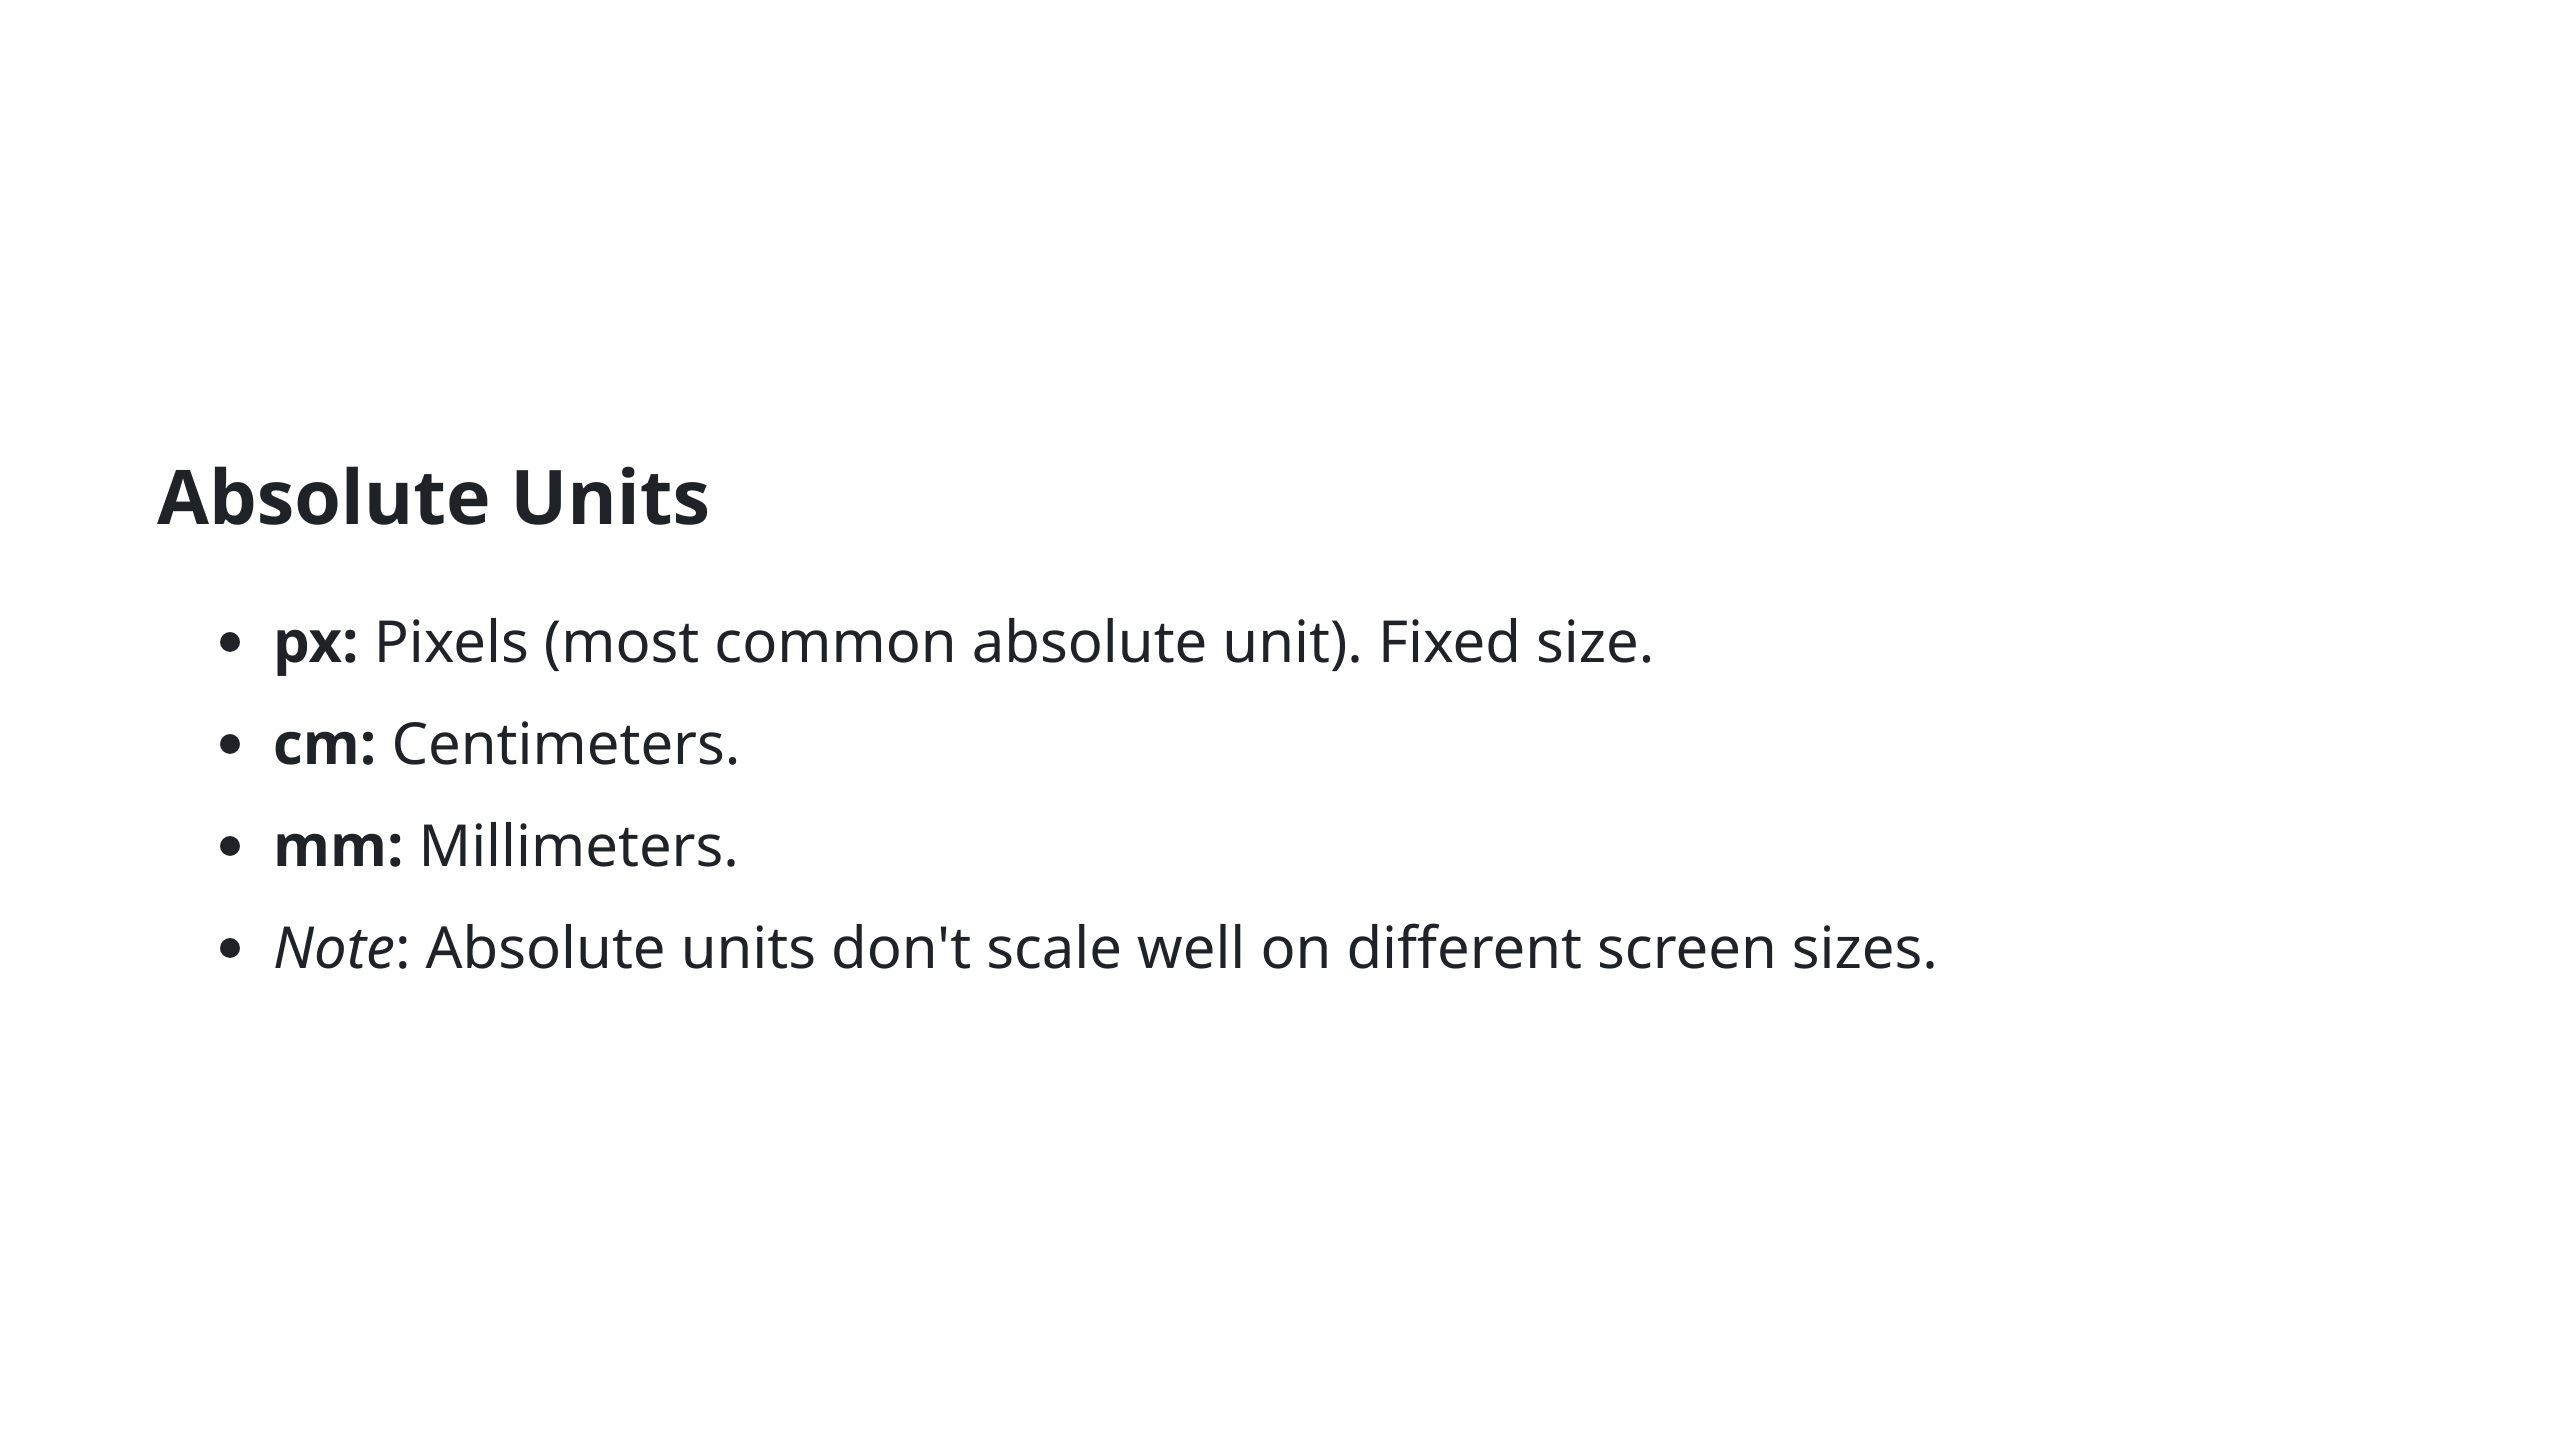 Absolute Units
• px: Pixels (most common absolute unit). Fixed size.
• cm: Centimeters.
• mm: Millimeters.
• Note: Absolute units don't scale well on different screen sizes.